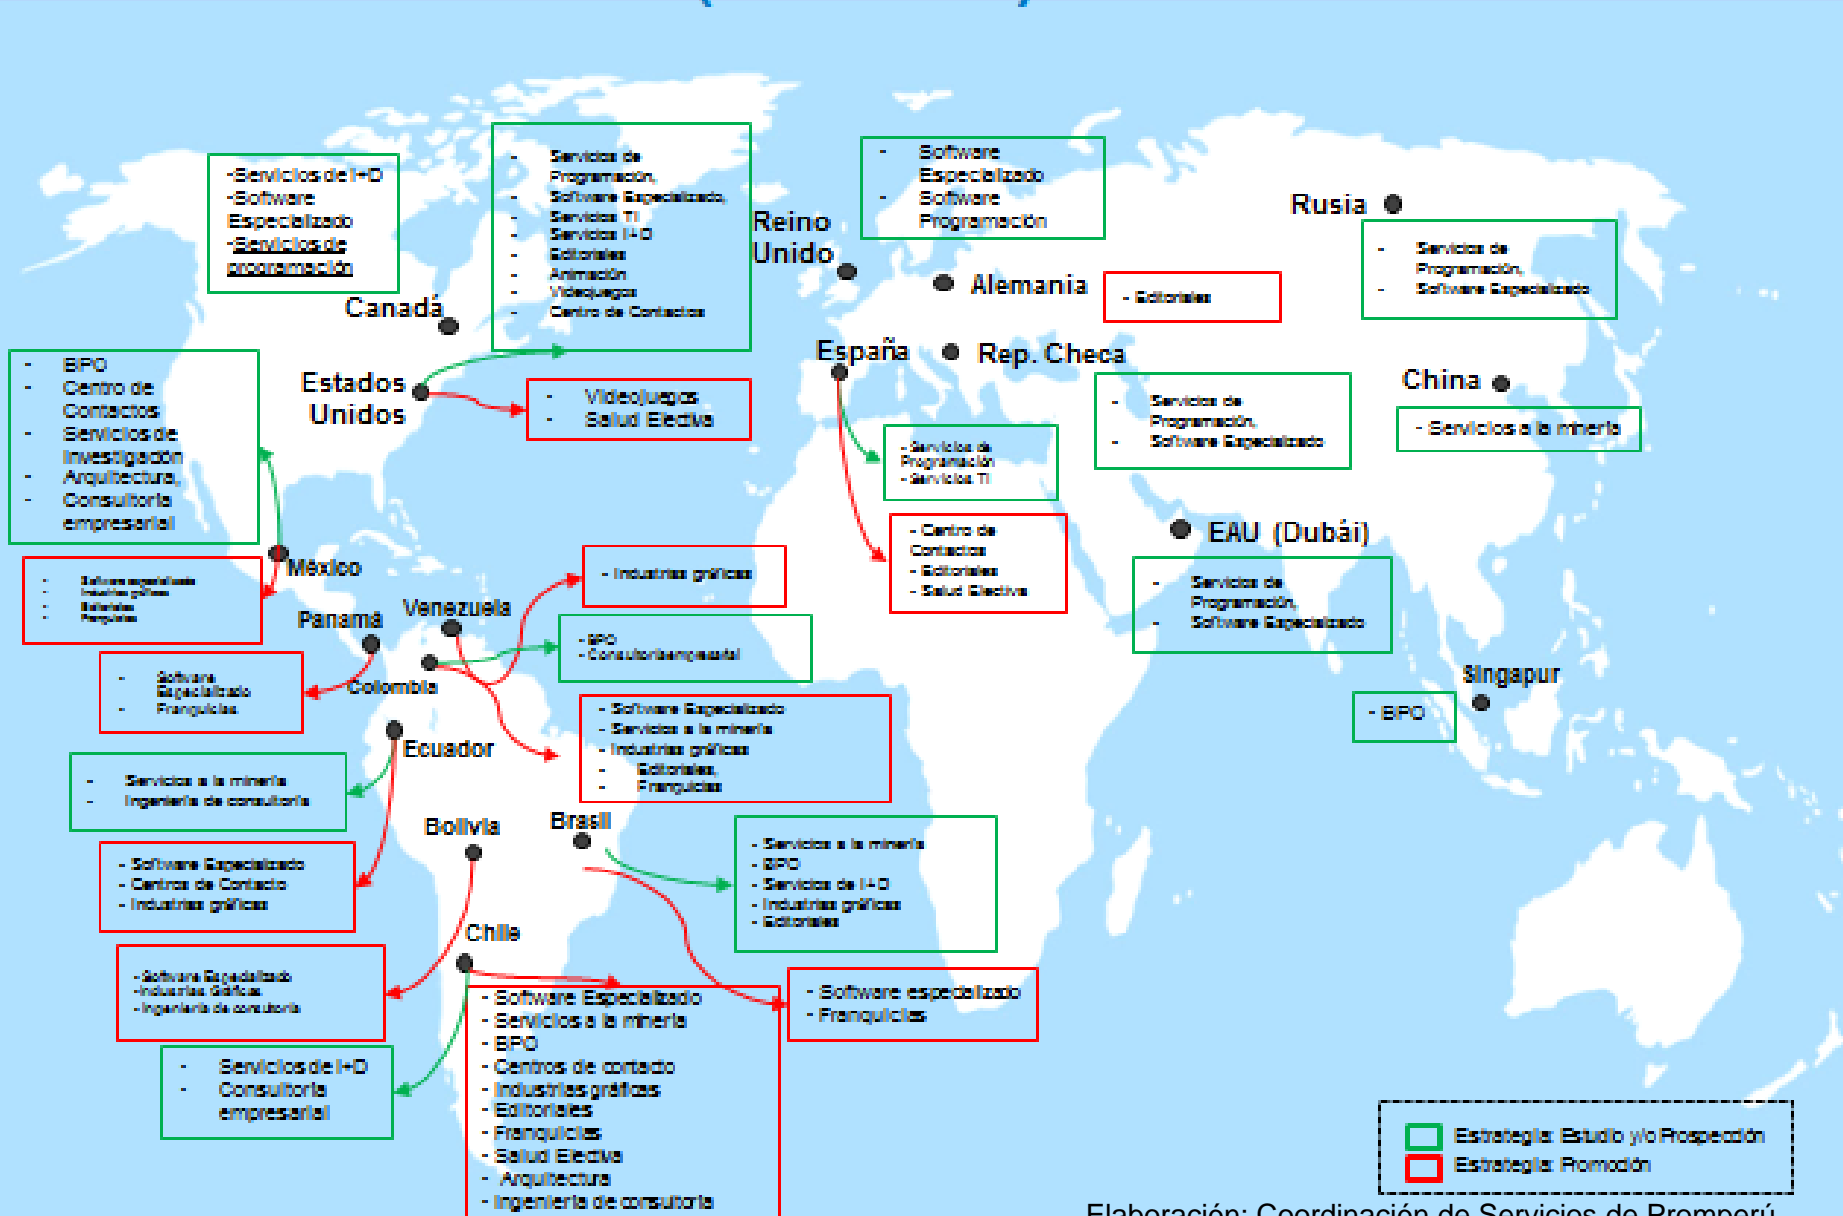 -Servicios de I+D
-Software
Especializado
-Servicios de
programación
Canadá
- Servicios de
Programación,
- Software Especializado,
- Servicios TI
- Servicios I+D
- Editoriales
- Animación
- Videojuegos
- Centro de Contactos
Estados
Unidos
- Videojuegos
- Salud Electiva
Reino
Unido
- Software
Especializado
- Software
Programación
Alemania
- Editoriales
Rusia
- Servicios de
Programación,
- Software Especializado
España
Rep. Checa
- Servicios de
Programación,
- Software Especializado
China
- Servicios a la minería
- Servicios de
Programación
- Servicios TI
- Centro de
Contactos
- Editoriales
- Salud Electiva
EAU (Dubái)
- Servicios de
Programación,
- Software Especializado
Singapur
- BPO
- BPO
- Centro de
Contactos
- Servicios de
Investigación
- Arquitectura,
- Consultoría
empresarial
México
- Software especializado
- Industrias gráficas
- Editoriales
- Franquicias
Panamá
- Software
Especializado
- Franquicias
Venezuela
Colombia
- Industrias gráficas
- BPO
- Consultoría empresarial
- Software Especializado
- Servicios a la minería
- Industrias gráficas
- Editoriales,
- Franquicias
Ecuador
- Servicios a la minería
- Ingeniería de consultoría
- Software Especializado
- Centros de Contacto
- Industrias gráficas
Bolivia
- Software Especializado
- Industrias Gráficas
- Ingeniería de consultoría
Brasil
- Servicios a la minería
- BPO
- Servicios de I+D
- Industrias gráficas
- Editoriales
- Software especializado
- Franquicias
Chile
- Servicios de I+D
- Consultoría
empresarial
- Software Especializado
- Servicios a la minería
- BPO
- Centros de contacto
- Industrias gráficas
- Editoriales
- Franquicias
- Salud Electiva
- Arquitectura
- Ingeniería de consultoría
Estrategia: Estudio y/o Prospección
Estrategia: Promoción
Elaboración: Coordinación de Servicios de Promperú